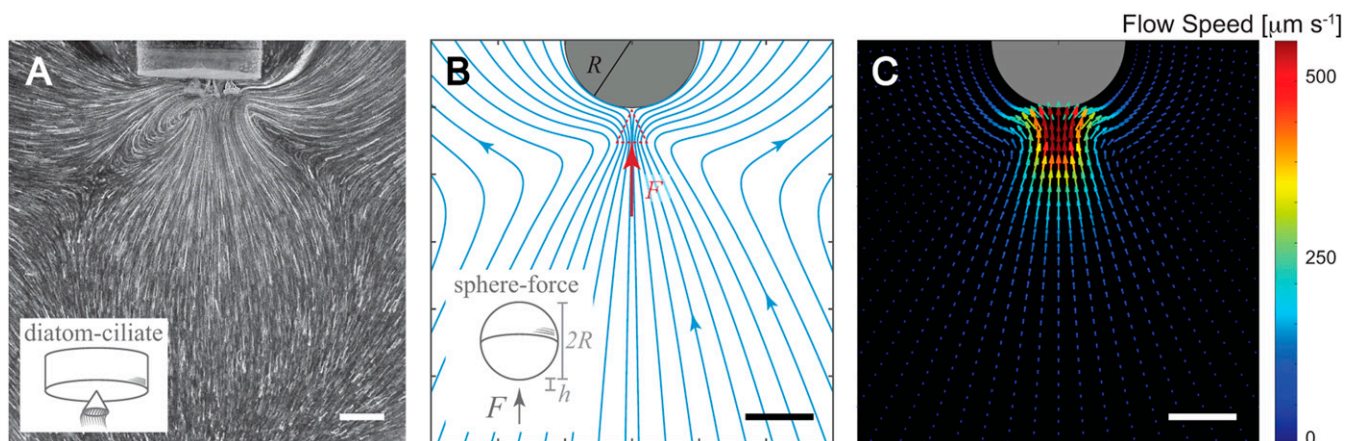 Flow Speed [μm s⁻¹]
A
B
C
R
500
F
250
sphere-force
2R
h
F
diatom-ciliate
0